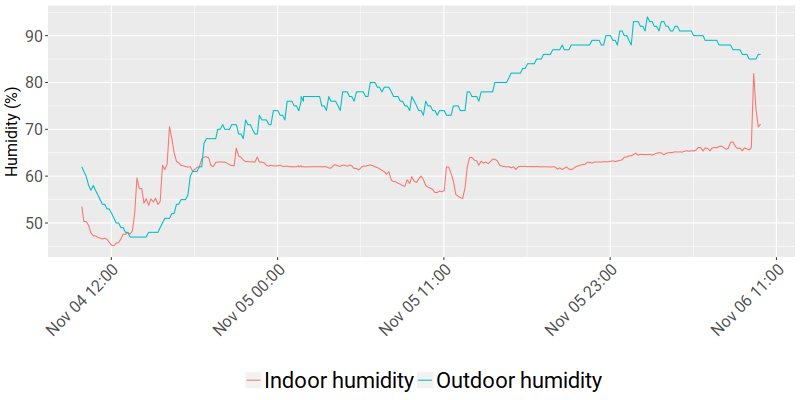 Humidity (%)
90
80
70
60
50
Nov 04 12:00
Nov 05 00:00
Nov 05 11:00
Nov 05 23:00
Nov 06 11:00
Indoor humidity Outdoor humidity